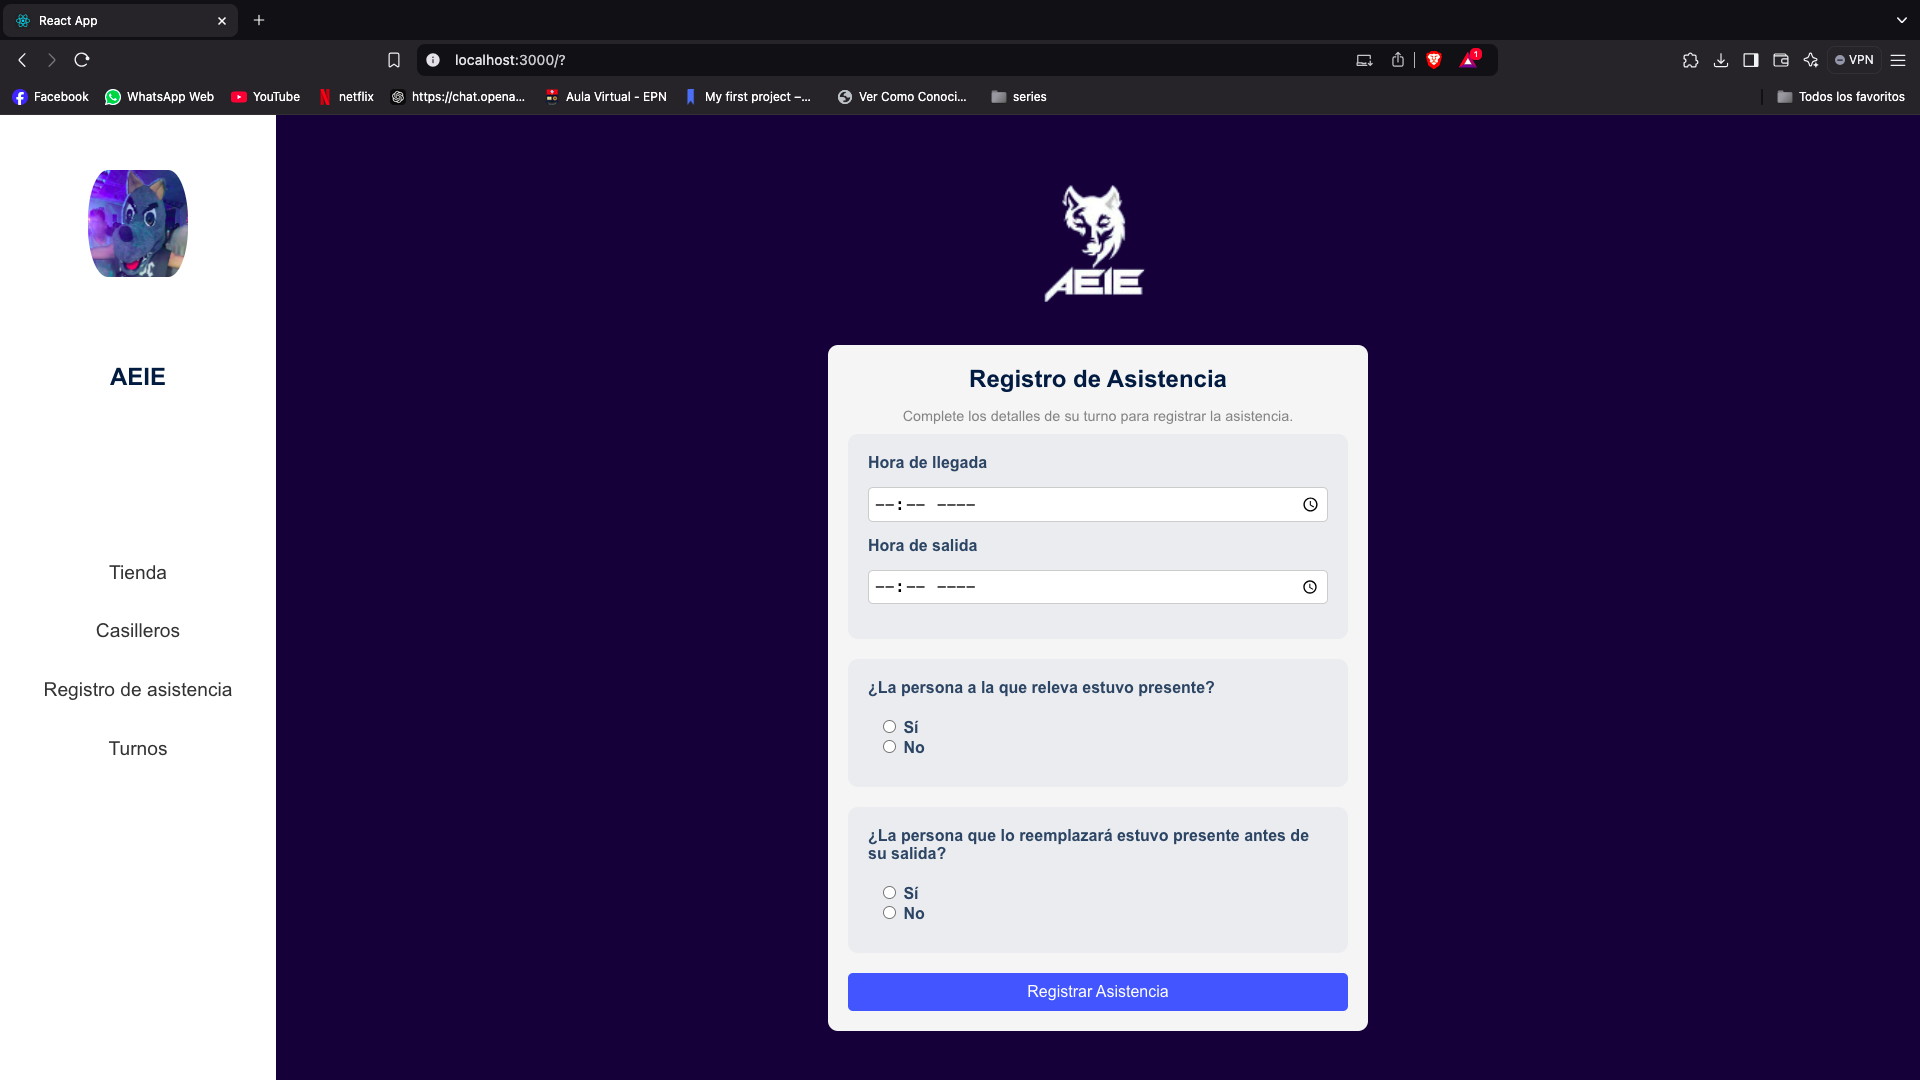 React App
localhost:3000/?
1
VPN
Facebook
WhatsApp Web
YouTube
netflix
https://chat.opena...
Aula Virtual - EPN
My first project –...
Ver Como Conoci...
series
Todos los favoritos
AEIE
Tienda
Casilleros
Registro de asistencia
Turnos
AEIE
Registro de Asistencia
Complete los detalles de su turno para registrar la asistencia.
Hora de llegada
--:-- ----
Hora de salida
--:-- ----
¿La persona a la que releva estuvo presente?
Sí
No
¿La persona que lo reemplazará estuvo presente antes de
su salida?
Sí
No
Registrar Asistencia